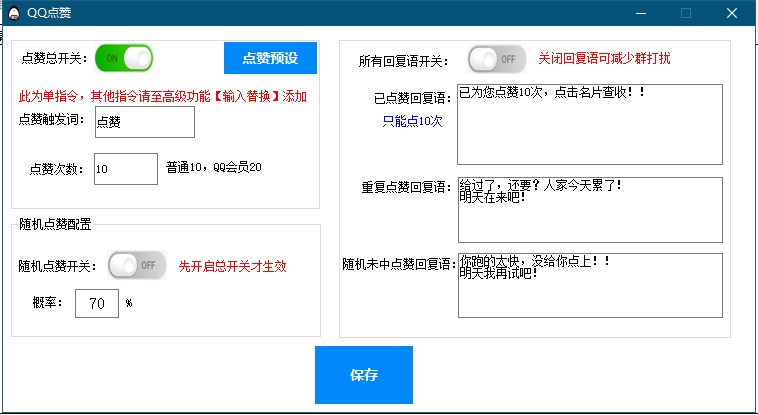 QQ点赞
点赞总开关：
ON
点赞预设
此为单指令，其他指令请至高级功能【输入替换】添加
点赞触发词：
点赞
点赞次数：
10
普通10，QQ会员20
随机点赞配置
随机点赞开关：
OFF
先开启总开关才生效
概率：
70
%
所有回复语开关：
OFF
关闭回复语可减少群打扰
已点赞回复语：
只能点10次
已为您点赞10次，点击名片查收！！
重复点赞回复语：
给过了，还要？人家今天累了！
明天在来吧！
随机未中点赞回复语：
你跑的太快，没给你点上！！
明天我再试吧！
保存